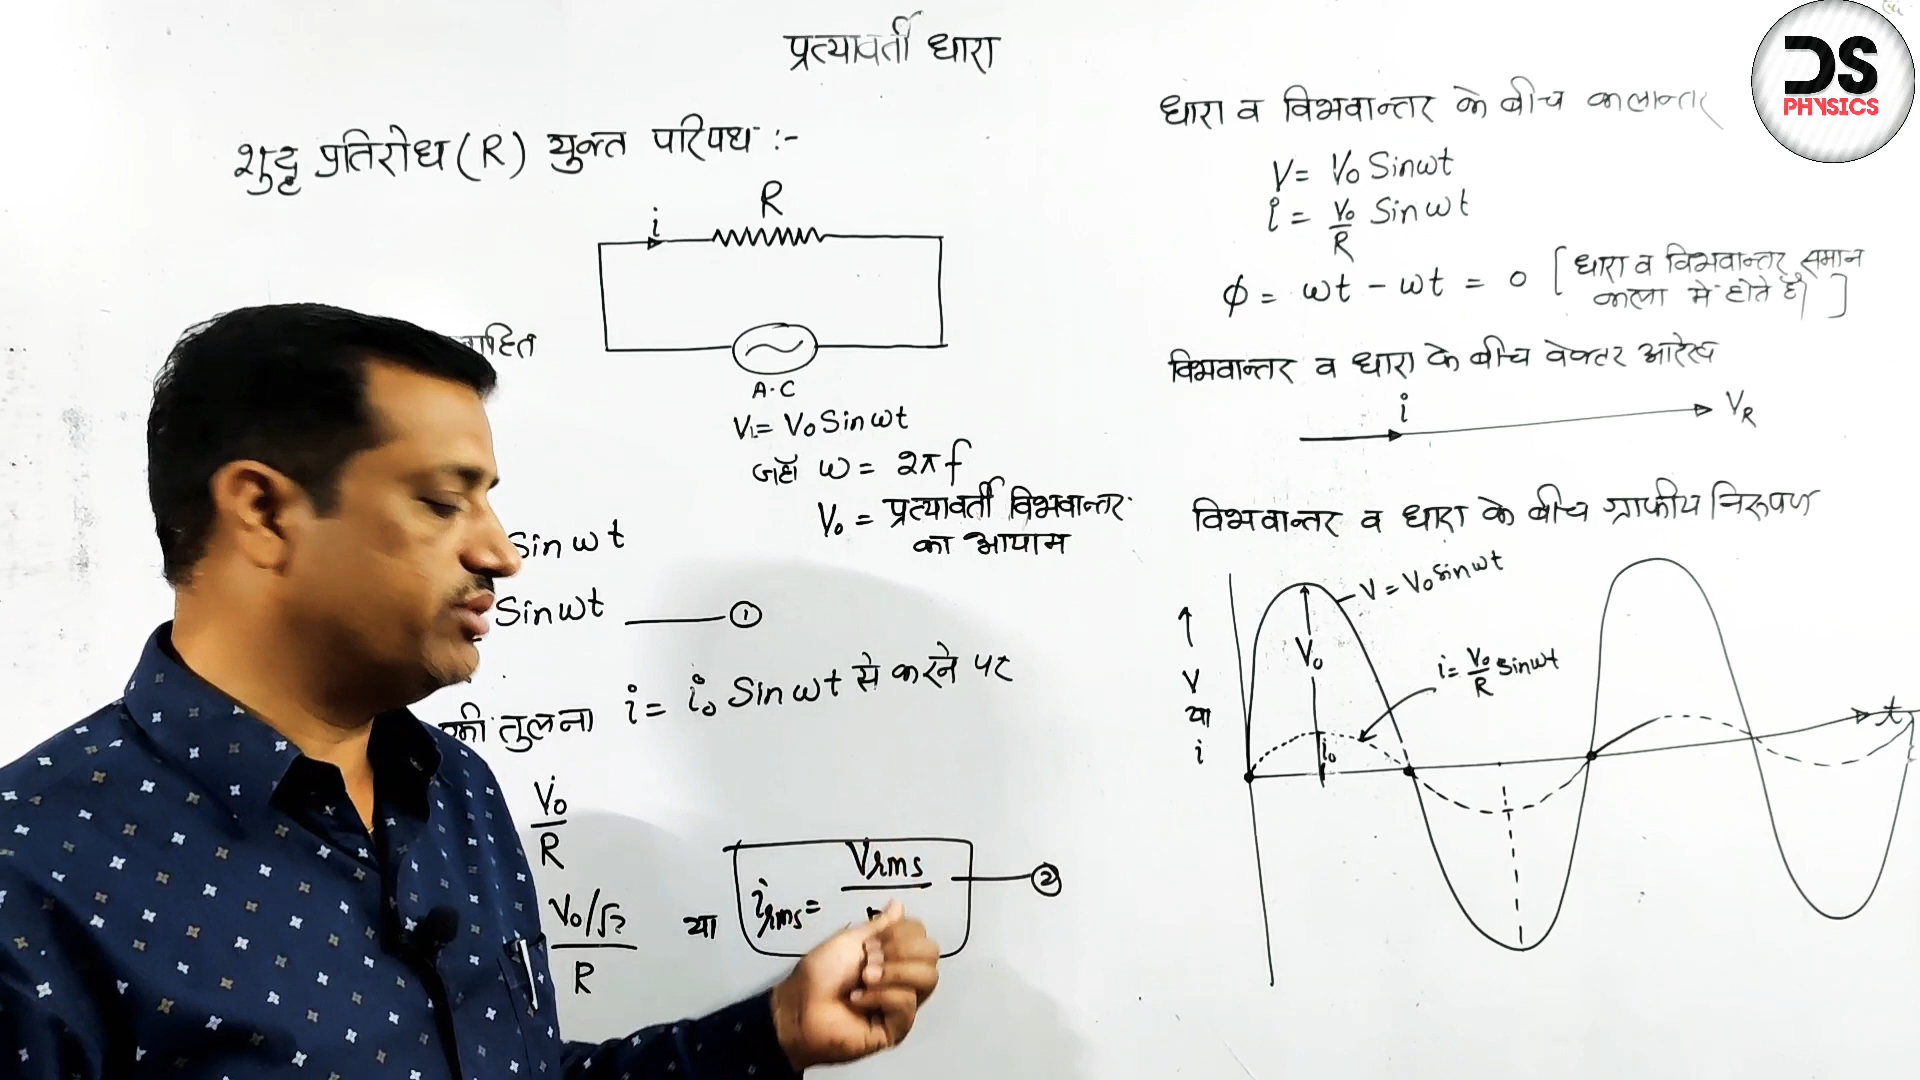 प्रत्यावर्ती धारा
DS
PHYSICS
शुद्ध प्रतिरोध (R) युक्त परिपथ :-
R
i
A.C
V = V₀ Sinωt
जहाँ ω = 2πf
V₀ = प्रत्यावर्ती विभवान्तर
का आयाम
Sinωt
Sinωt ——— ①
की तुलना i = i₀ Sinωt से करने पर
V₀/R
V₀/√2
R
या
iᵣₘₛ = Vᵣₘₛ ——— ②
धारा व विभवान्तर के बीच कलान्तर
V = V₀ Sinωt
i = V₀/R Sinωt
ϕ = ωt - ωt = 0 [ धारा व विभवान्तर समान
कला में होते हैं ]
विभवान्तर व धारा के बीच वेक्टर आरेख
i
V_R
विभवान्तर व धारा के बीच ग्राफीय निरूपण
V = V₀ sinωt
V₀
i = V₀/R sinωt
↑
V
या
i
i₀
t